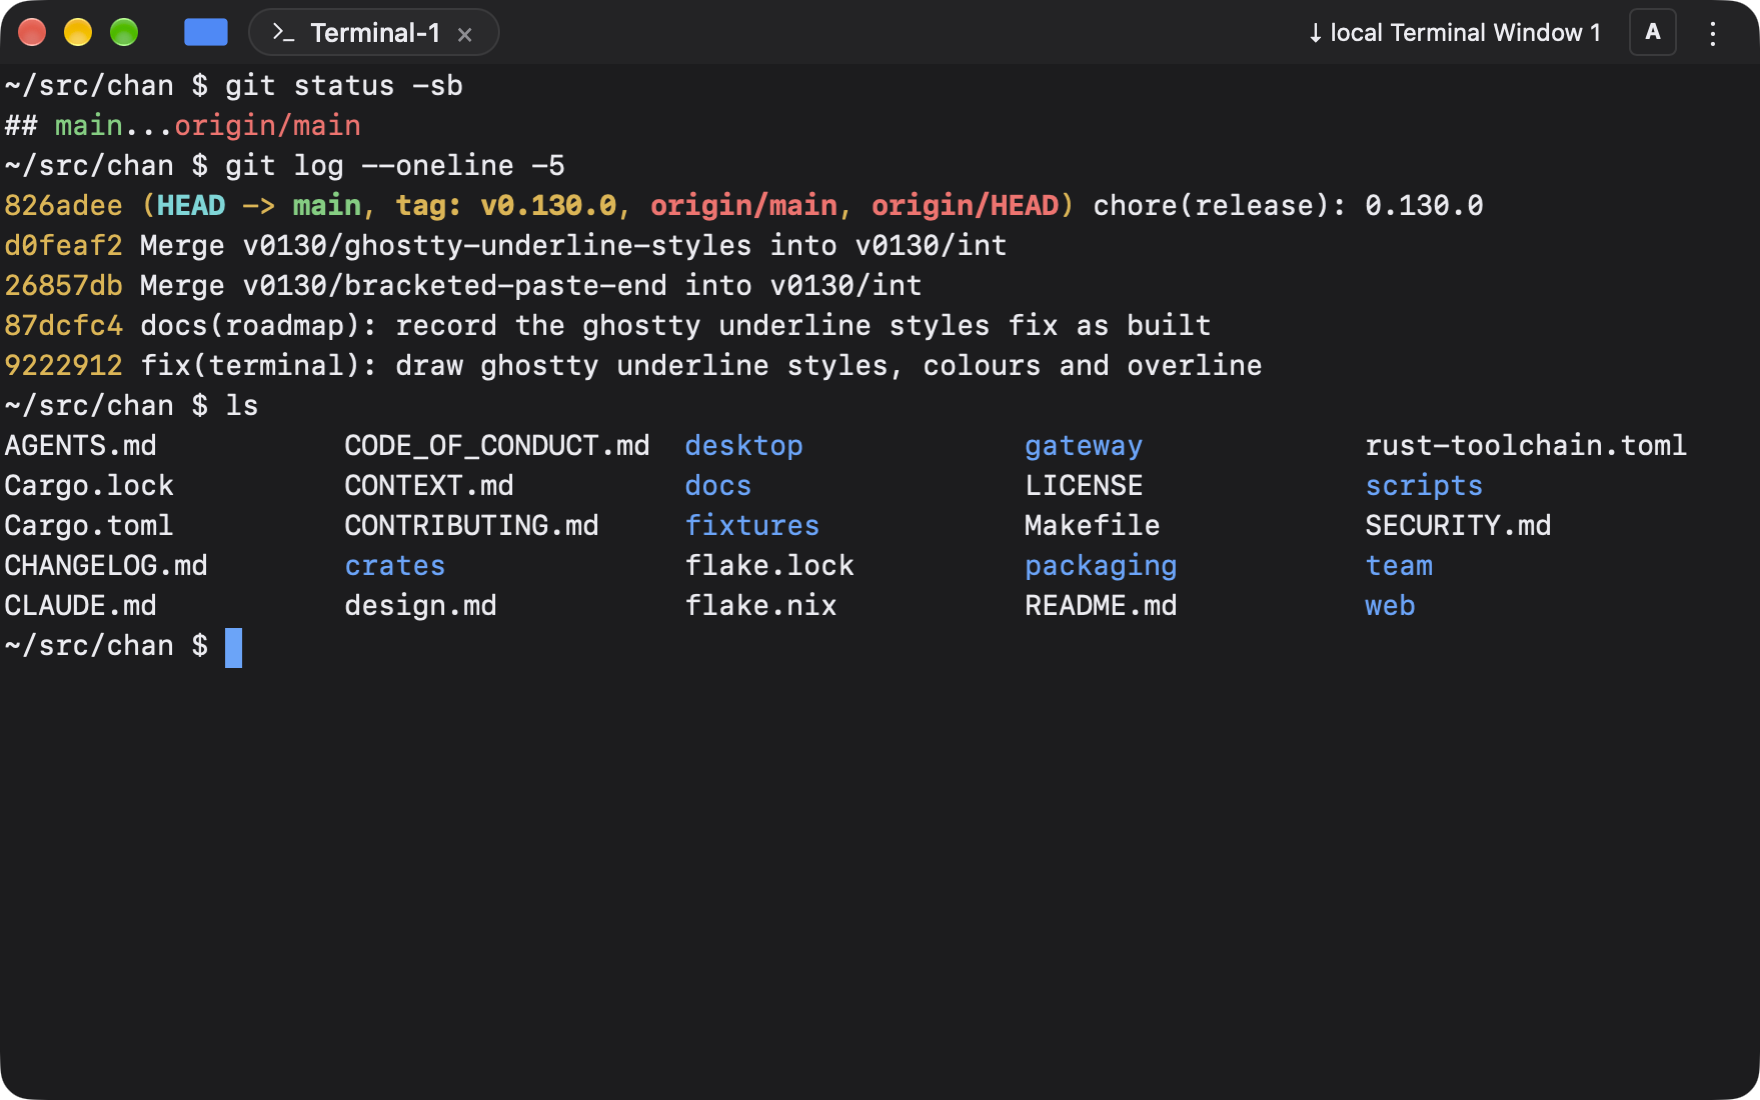 >_ Terminal-1 × ↓ local Terminal Window 1 A ⋮
~/src/chan $ git status -sb
## main...origin/main
~/src/chan $ git log --oneline -5
826adee (HEAD -> main, tag: v0.130.0, origin/main, origin/HEAD) chore(release): 0.130.0
d0feaf2 Merge v0130/ghostty-underline-styles into v0130/int
26857db Merge v0130/bracketed-paste-end into v0130/int
87dcfc4 docs(roadmap): record the ghostty underline styles fix as built
9222912 fix(terminal): draw ghostty underline styles, colours and overline
~/src/chan $ ls
AGENTS.md CODE_OF_CONDUCT.md desktop gateway rust-toolchain.toml
Cargo.lock CONTEXT.md docs LICENSE scripts
Cargo.toml CONTRIBUTING.md fixtures Makefile SECURITY.md
CHANGELOG.md crates flake.lock packaging team
CLAUDE.md design.md flake.nix README.md web
~/src/chan $